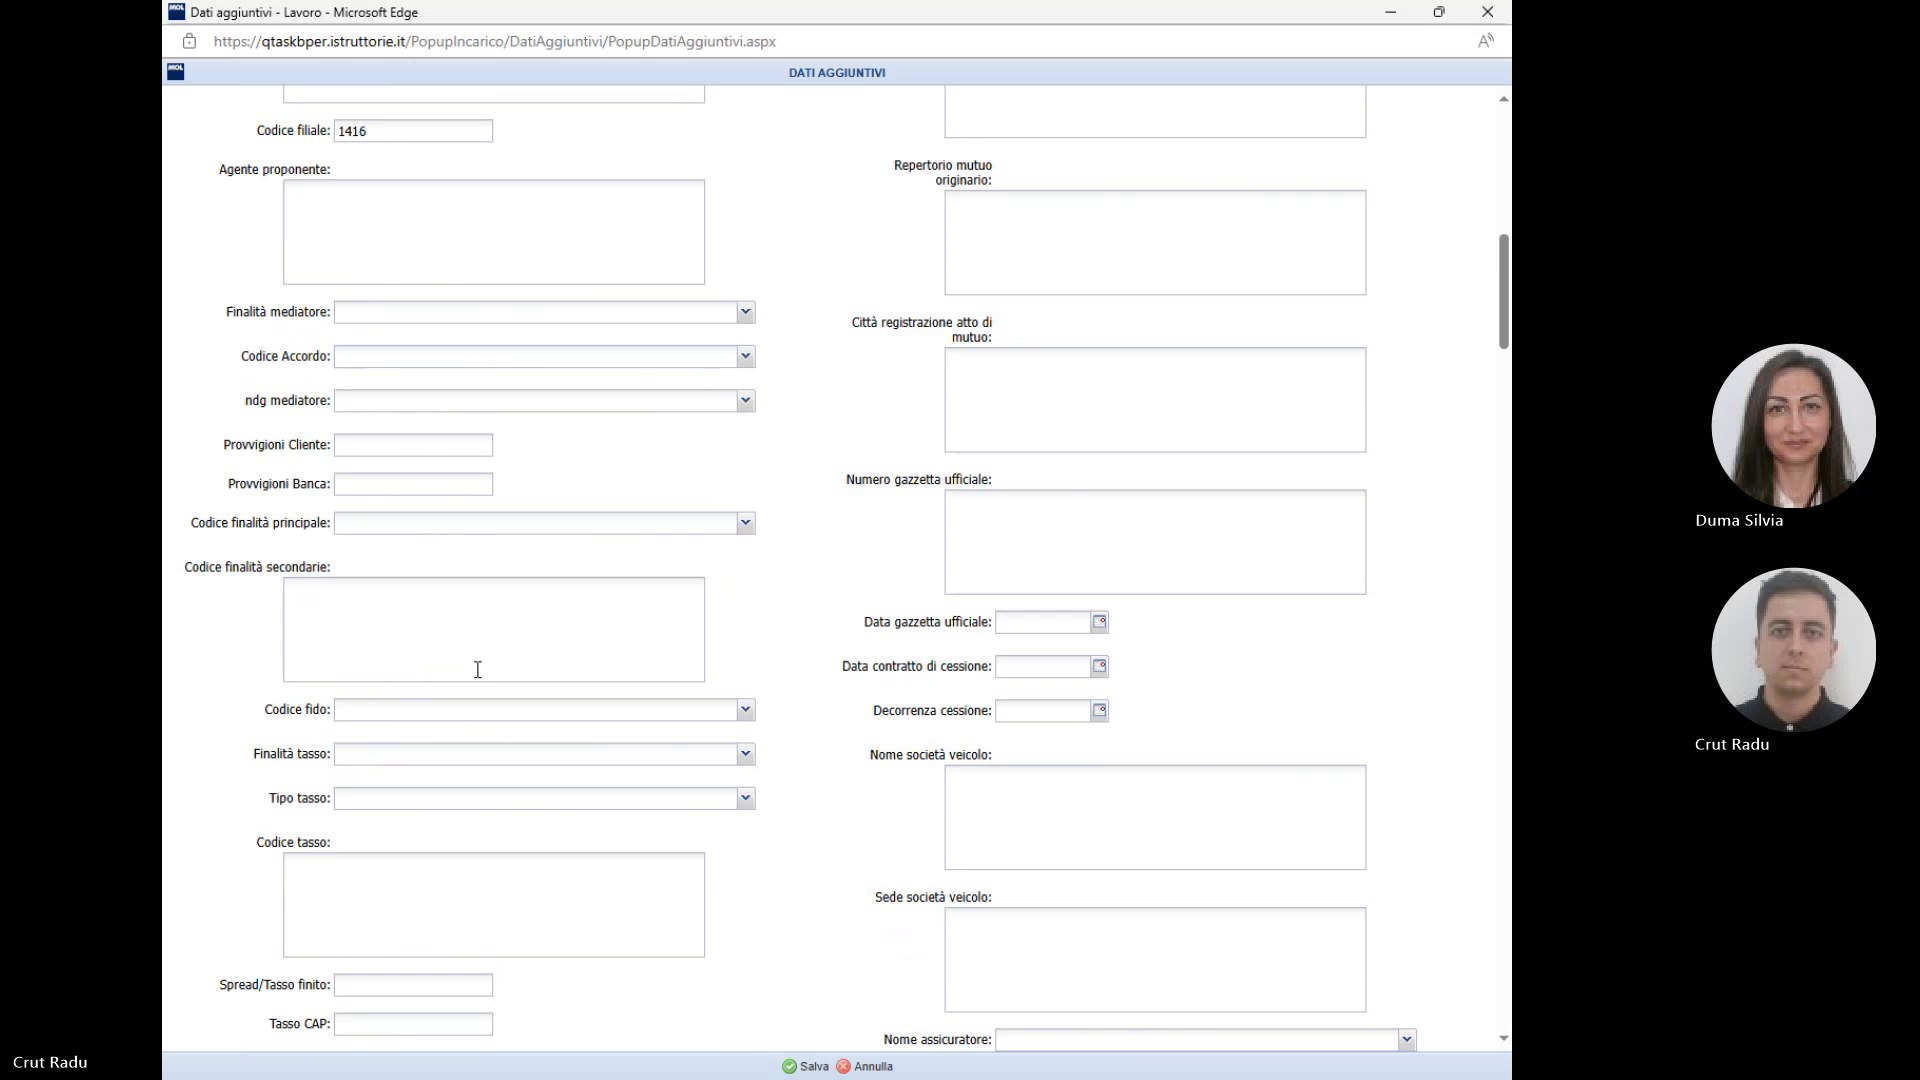 MOL
Dati aggiuntivi - Lavoro - Microsoft Edge
https://qtaskbper.istruttorie.it/PopupIncarico/DatiAggiuntivi/PopupDatiAggiuntivi.aspx
MOL
DATI AGGIUNTIVI
Codice filiale: 1416
Agente proponente:
Finalità mediatore:
Codice Accordo:
ndg mediatore:
Provvigioni Cliente:
Provvigioni Banca:
Codice finalità principale:
Codice finalità secondarie:
Codice fido:
Finalità tasso:
Tipo tasso:
Codice tasso:
Spread/Tasso finito:
Tasso CAP:
Repertorio mutuo
originario:
Città registrazione atto di
mutuo:
Numero gazzetta ufficiale:
Data gazzetta ufficiale:
Data contratto di cessione:
Decorrenza cessione:
Nome società veicolo:
Sede società veicolo:
Nome assicuratore:
Salva Annulla
Duma Silvia
Crut Radu
Crut Radu